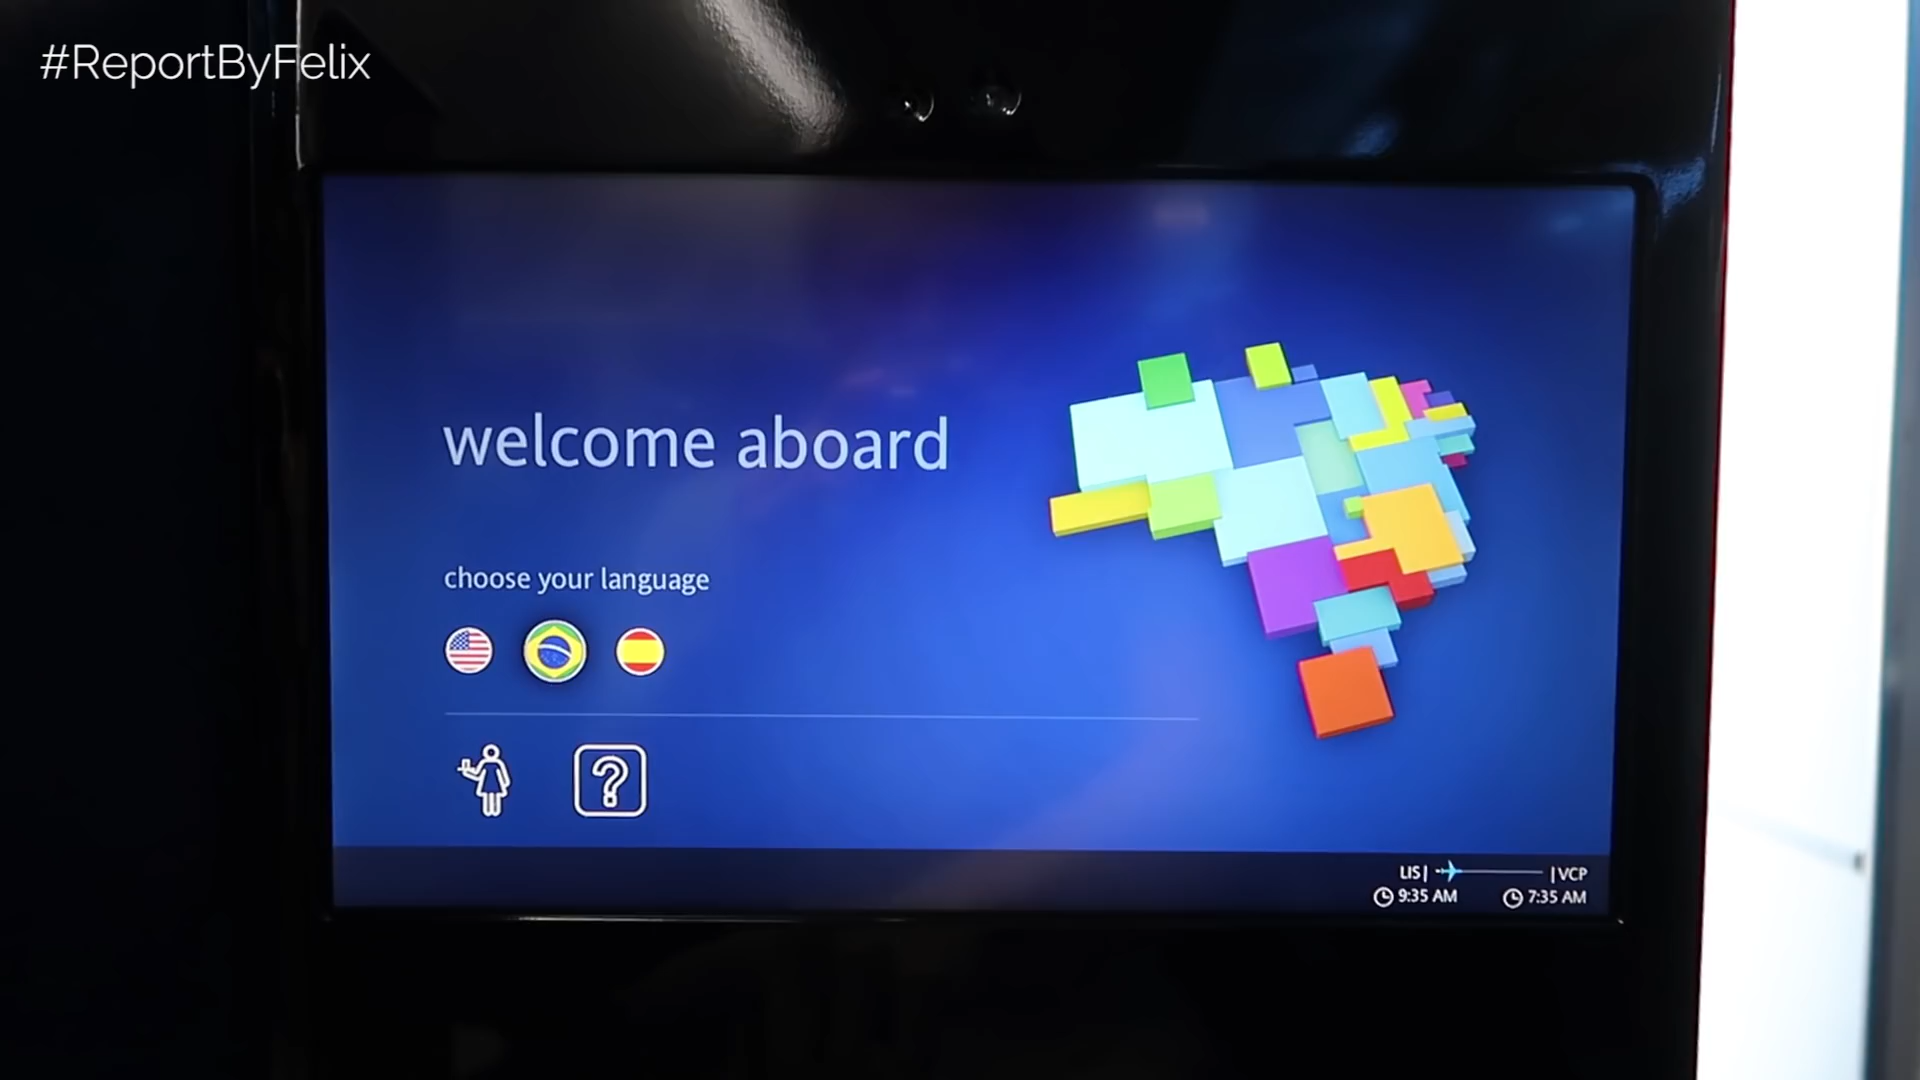 #ReportByFelix
welcome aboard
choose your language
?
LIS| |VCP
9:35 AM 7:35 AM